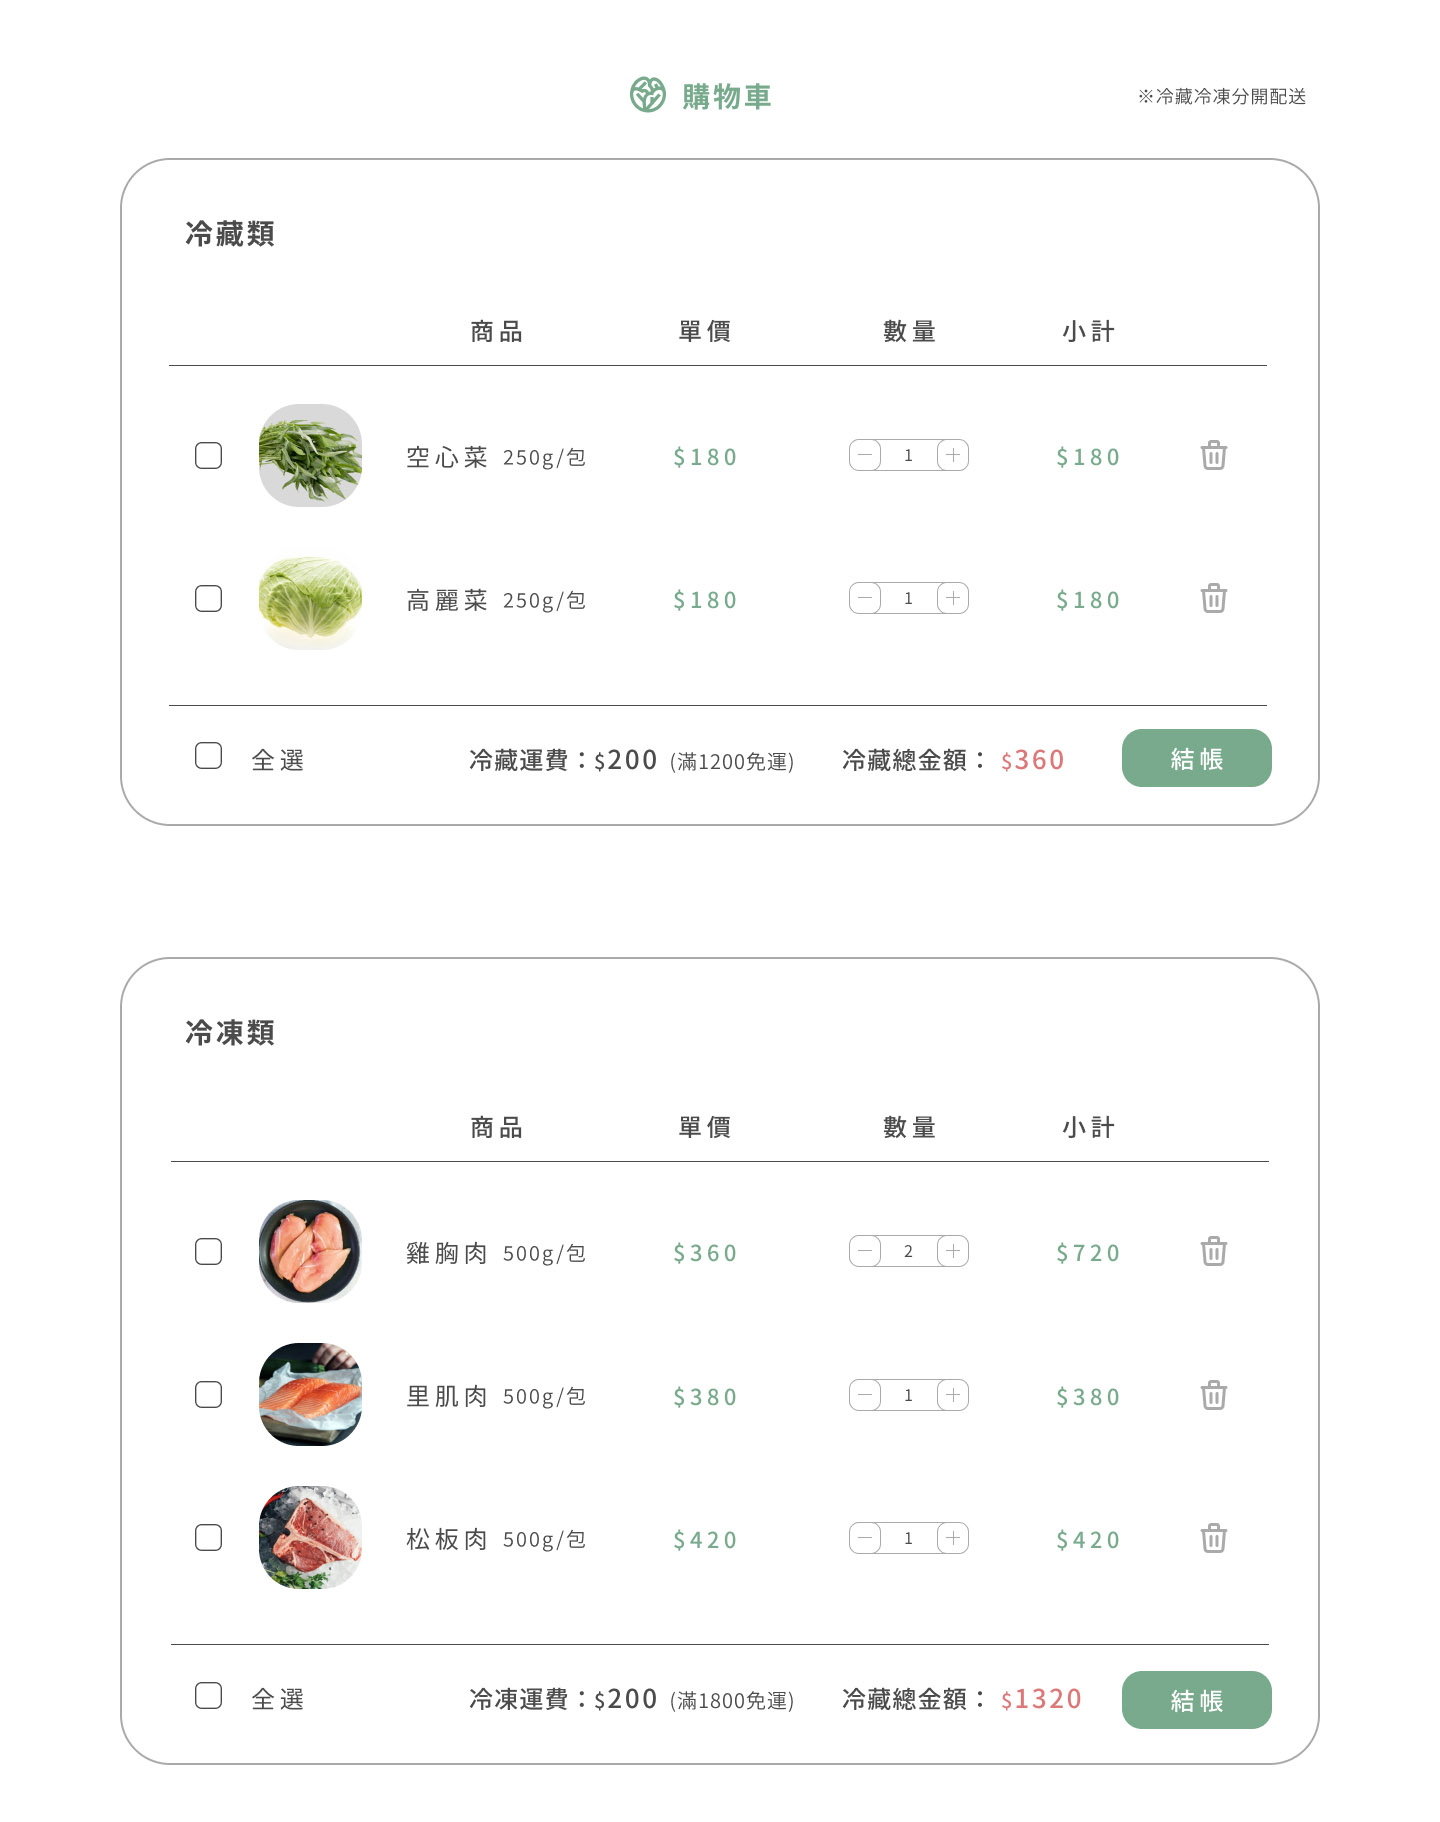 購物車
※冷藏冷凍分開配送
冷藏類
商品 單價 數量 小計
空心菜 250g/包 $180 1 $180
高麗菜 250g/包 $180 1 $180
全選 冷藏運費：$200 (滿1200免運) 冷藏總金額： $360 結帳
冷凍類
商品 單價 數量 小計
雞胸肉 500g/包 $360 2 $720
里肌肉 500g/包 $380 1 $380
松板肉 500g/包 $420 1 $420
全選 冷凍運費：$200 (滿1800免運) 冷藏總金額： $1320 結帳